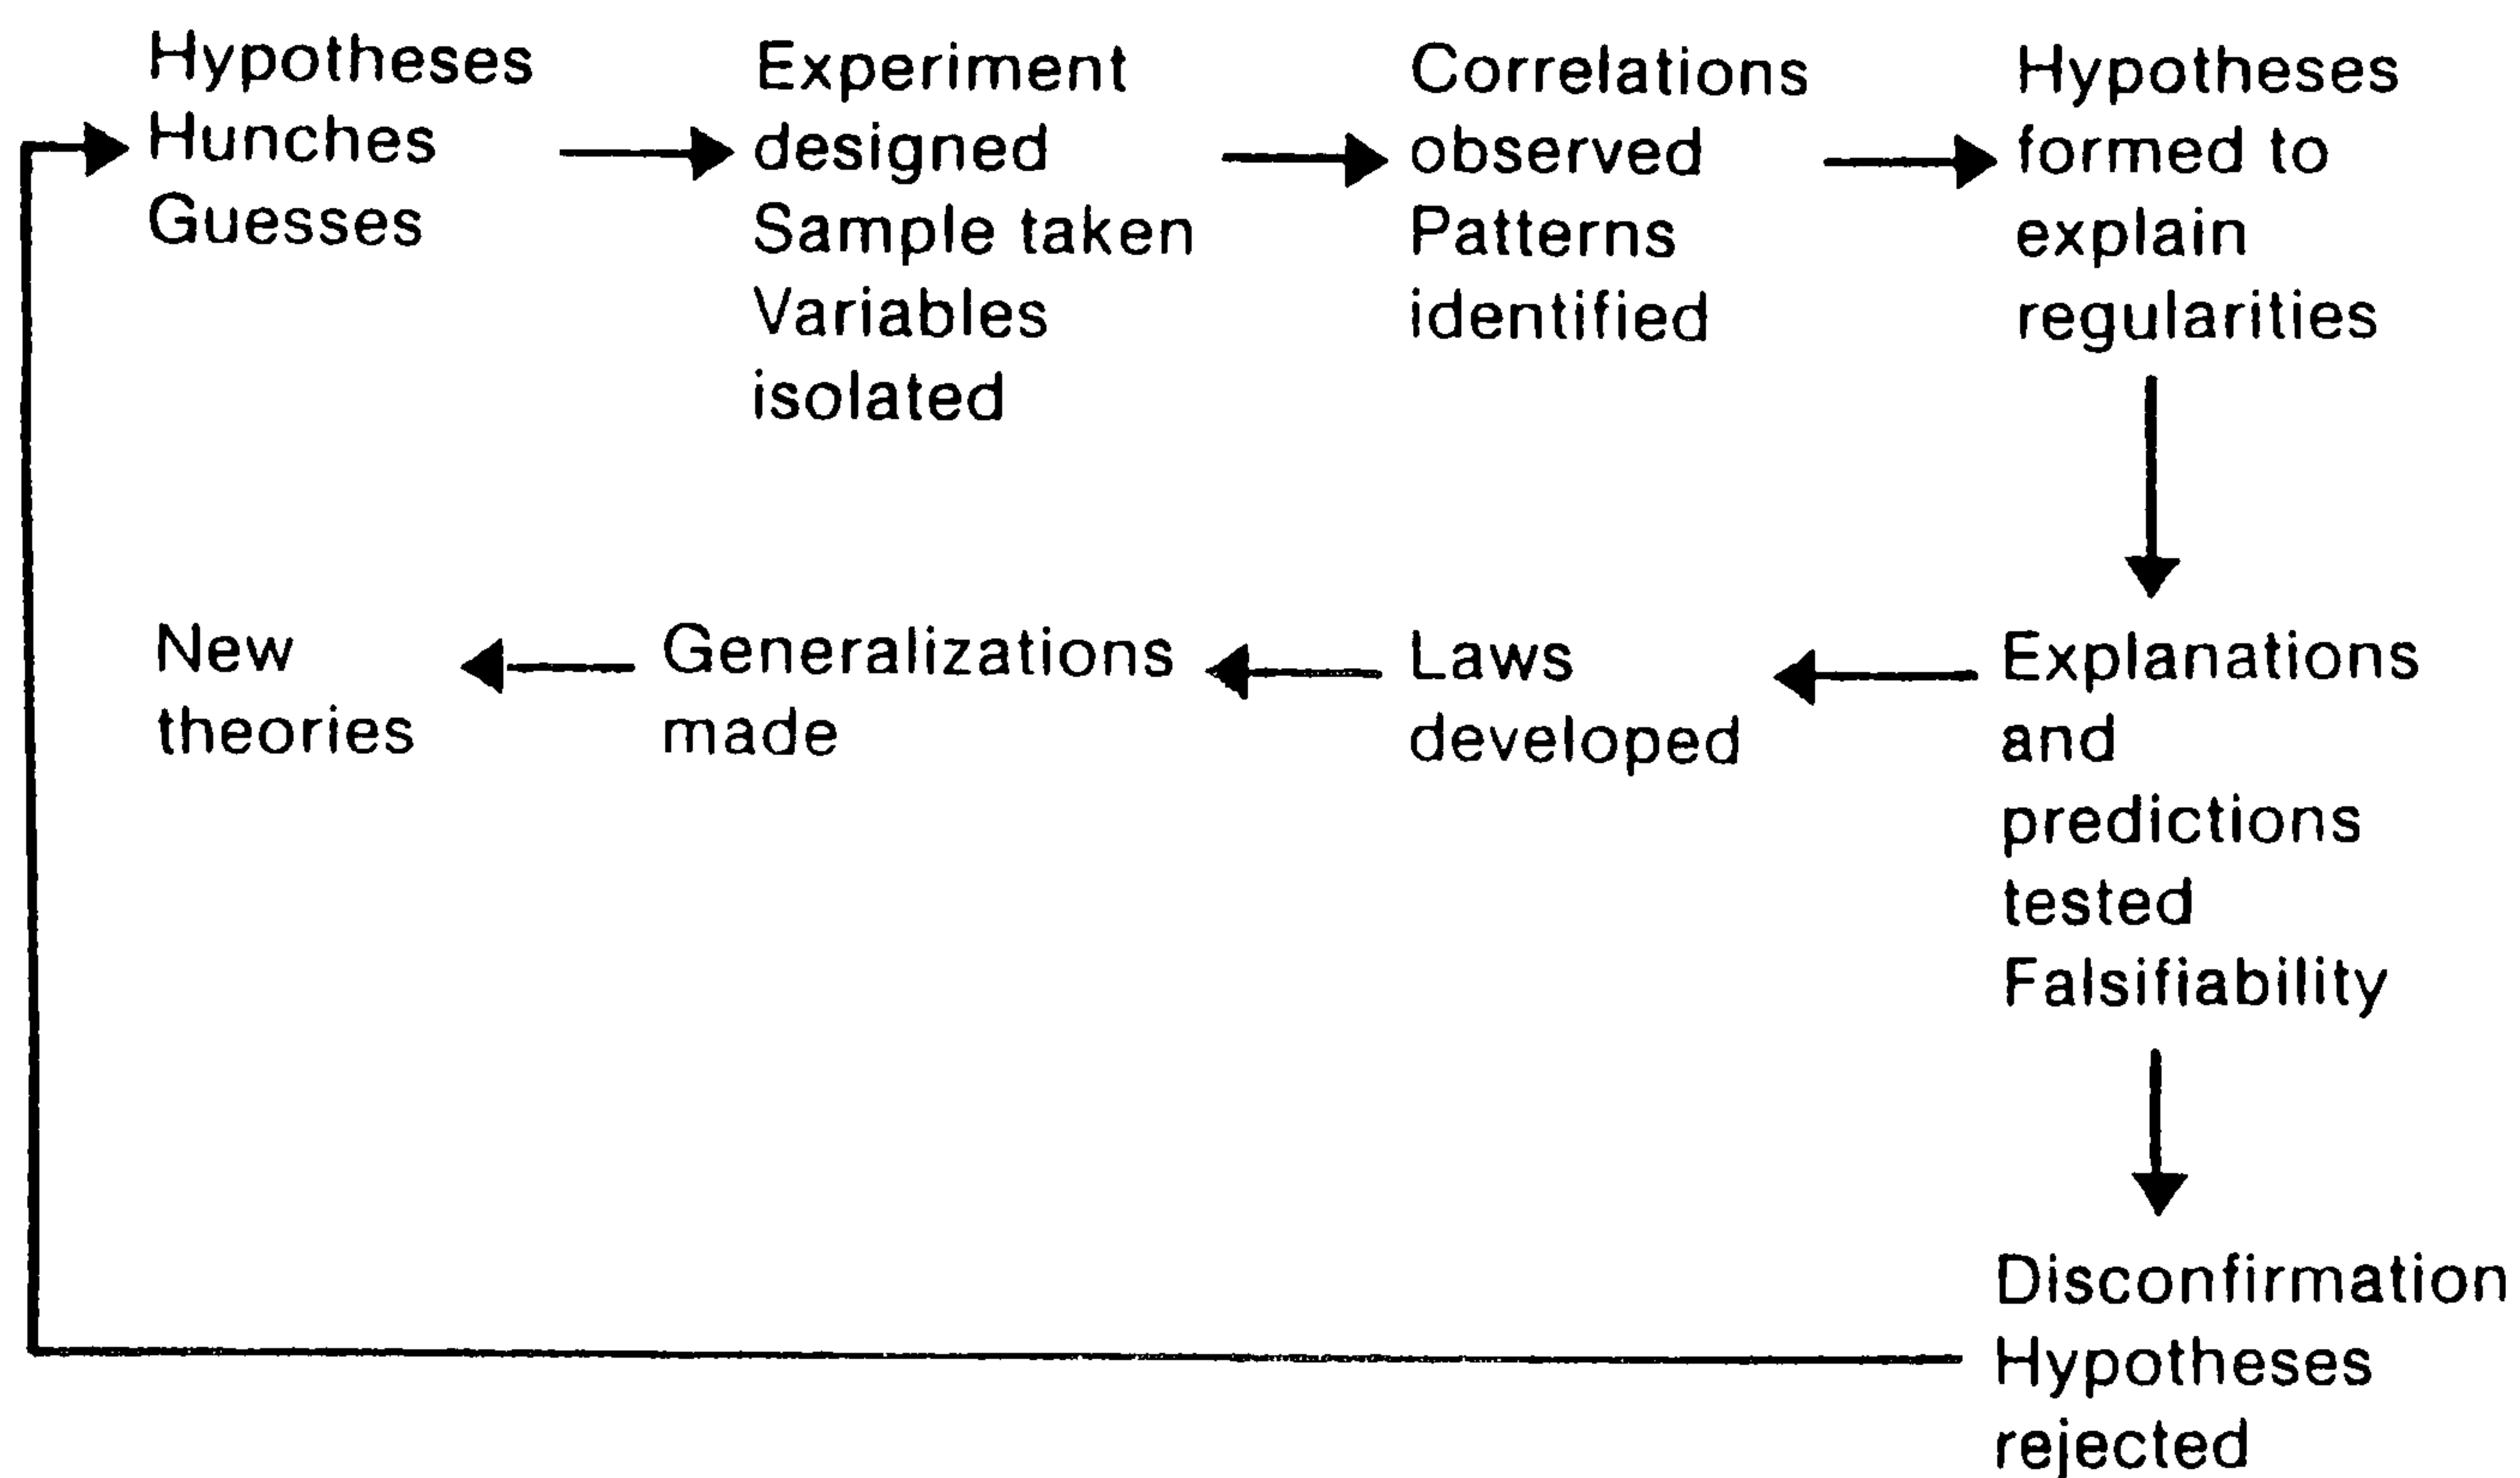 Hypotheses
Hunches
Guesses
Experiment
designed
Sample taken
Variables
isolated
Correlations
observed
Patterns
identified
Hypotheses
formed to
explain
regularities
New
theories
Generalizations
made
Laws
developed
Explanations
and
predictions
tested
Falsifiability
Disconfirmation
Hypotheses
rejected